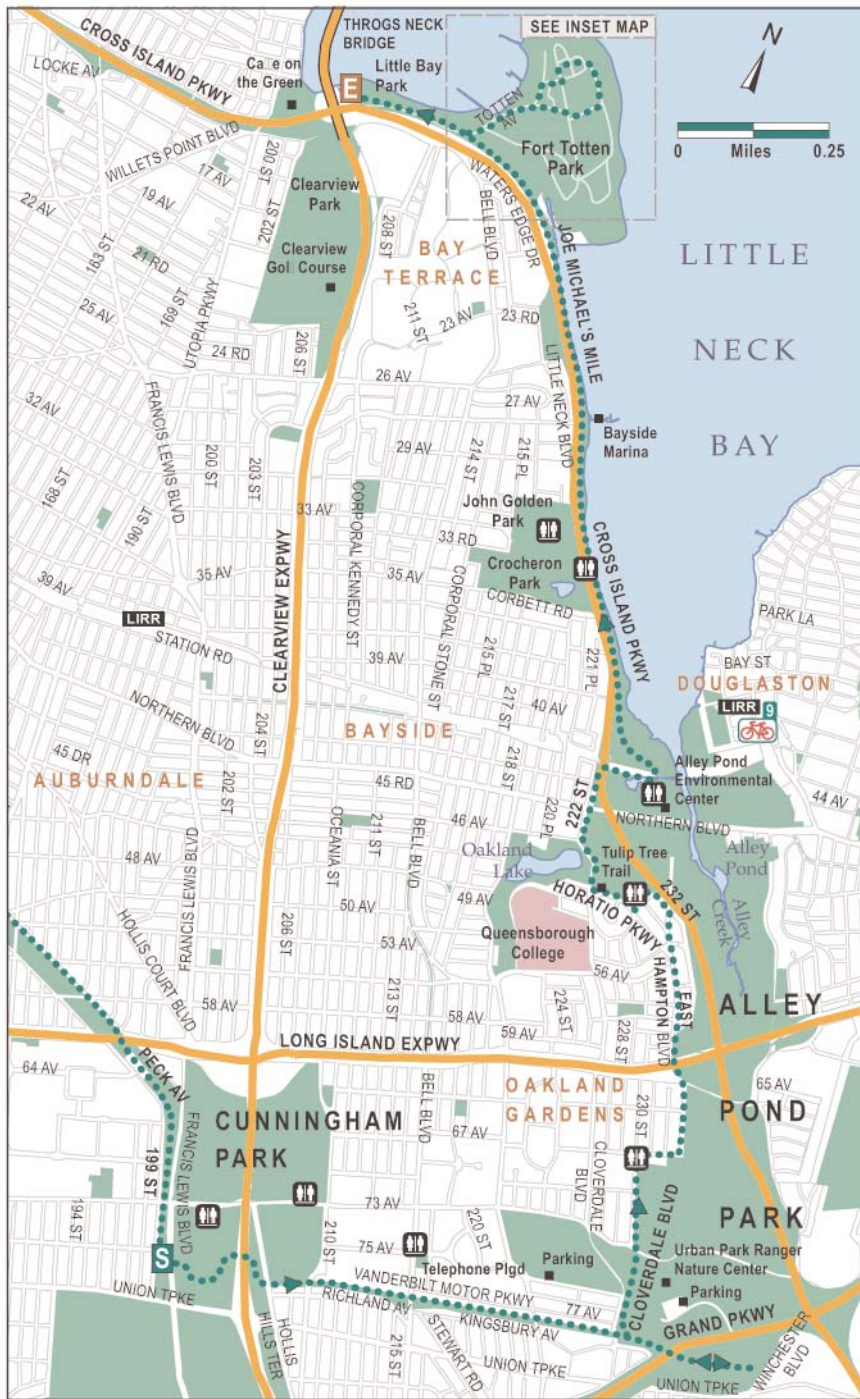 THROGS NECK
BRIDGE
SEE INSET MAP
N
CROSS ISLAND PKWY
LOCKE AV
Ca e on
the Green
E
Little Bay
Park
TOTTEN
AV
0 Miles 0.25
Fort Totten
Park
WILLETS POINT BLVD
200 ST
17 AV
19 AV
22 AV
163 ST
21 RD
202 ST
Clearview
Park
208 ST
WATERS EDGE DR
BELL BLVD
JOE MICHAEL'S MILE
BAY
TERRACE
Clearview
Gol Course
LITTLE
NECK
BAY
169 ST
UTOPIA PKWY
25 AV
24 RD
206 ST
211 ST
23 AV
23 RD
LITTLE NECK BLVD
26 AV
27 AV
Bayside
Marina
32 AV
FRANCIS LEWIS BLVD
200 ST
203 ST
29 AV
214 ST
215 PL
168 ST
190 ST
33 AV
CORPORAL KENNEDY ST
John Golden
Park
33 RD
Crocheron
Park
CROSS ISLAND PKWY
35 AV
35 AV
CORPORAL STONE ST
CORBETT RD
39 AV
LIRR
STATION RD
CLEARVIEW EXPWY
39 AV
215 PL
221 PL
PARK LA
BAY ST
DOUGLASTON
LIRR
9
NORTHERN BLVD
204 ST
BAYSIDE
217 ST
40 AV
218 ST
45 DR
AUBURNDALE
202 ST
45 RD
46 AV
220 PL
222 ST
Alley Pond
Environmental
Center
NORTHERN BLVD
44 AV
48 AV
FRANCIS LEWIS BLVD
OCEANIA ST
211 ST
BELL BLVD
Oakland
Lake
Tulip Tree
Trail
Alley
Pond
HOLLIS COURT BLVD
206 ST
50 AV
49 AV
HORATIO PKWY
232 ST
Alley
Creek
53 AV
Queensborough
College
56 AV
HAMPTON BLVD
EAST
58 AV
213 ST
58 AV
59 AV
224 ST
228 ST
ALLEY
POND
PARK
LONG ISLAND EXPWY
64 AV
PECK AV
OAKLAND
GARDENS
65 AV
CUNNINGHAM
PARK
BELL BLVD
67 AV
230 ST
CLOVERDALE
BLVD
199 ST
FRANCIS LEWIS BLVD
194 ST
73 AV
210 ST
75 AV
220 ST
CLOVERDALE BLVD
S
Telephone Plgd
Parking
Urban Park Ranger
Nature Center
Parking
UNION TPKE
VANDERBILT MOTOR PKWY
RICHLAND AV
77 AV
KINGSBURY AV
GRAND PKWY
HOLLIS
HILLS TER
215 ST
STEWART RD
UNION TPKE
UNION TPKE
WINCHESTER
BLVD